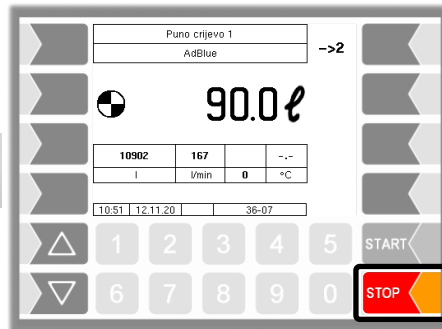 Puno crijevo 1
AdBlue
->2
90.0 ℓ
10902 167 -.-
l l/min 0 °C
10:51 12.11.20 36-07
1 2 3 4 5 START
6 7 8 9 0 STOP